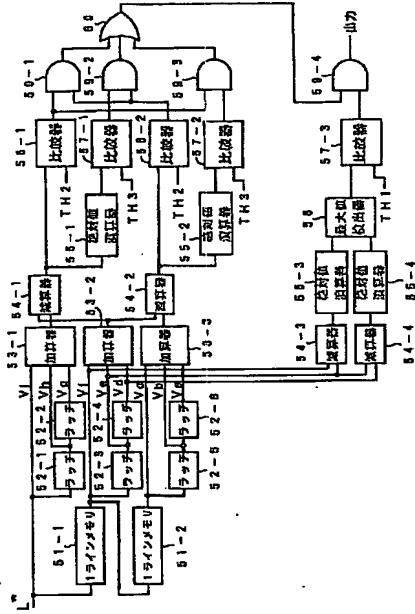 L*
51-1
1ラインメモリ
51-2
1ラインメモリ
52-1
ラッチ
52-2
ラッチ
52-3
ラッチ
52-4
ラッチ
52-5
ラッチ
52-6
ラッチ
Vi
Vh
Vg
Vf
Ve
Vd
Vb
53-1
加算器
53-2
加算器
53-3
加算器
54-1
減算器
54-2
減算器
54-3
減算器
54-4
減算器
55-1
絶対値
演算器
55-2
絶対値
演算器
55-3
絶対値
演算器
55-4
絶対値
演算器
56
最大値
検出器
比較器
TH2
57-1
比較器
TH3
比較器
TH2
57-2
比較器
TH3
57-3
比較器
TH1
59-1
59-2
59-3
59-4
60
出力